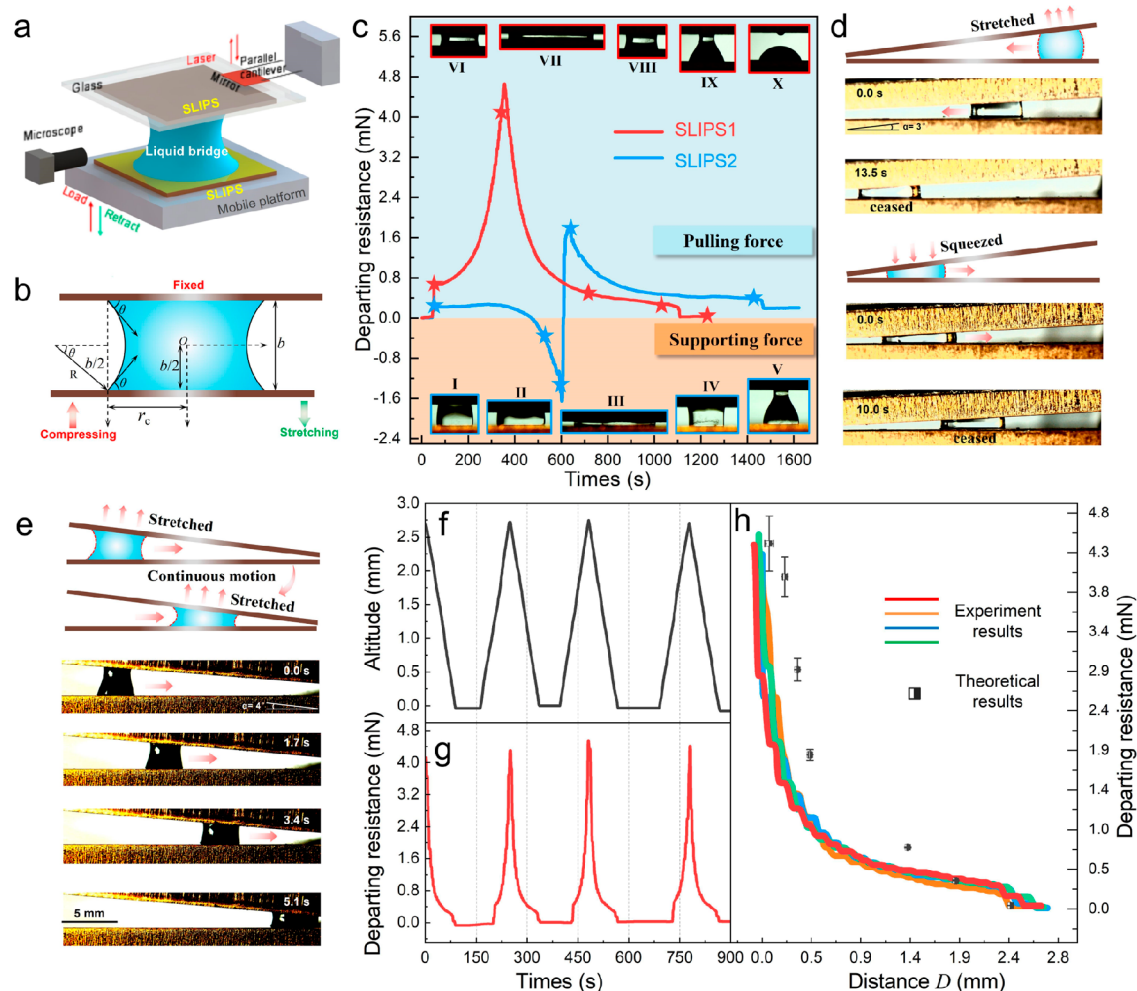 a
Laser
Parallel
cantilever
Mirror
Glass
SLIPS
Microscope
Liquid bridge
SLIPS
Load
Retract
Mobile platform
b
Fixed
θ
O
θ
b/2
b/2
b
R
θ
r_c
Compressing
Stretching
c
Departing resistance (mN)
5.6
4.8
4.0
3.2
2.4
1.6
0.8
0.0
-0.8
-1.6
-2.4
VI
VII
VIII
IX
X
SLIPS1
SLIPS2
Pulling force
Supporting force
I
II
III
IV
V
0 200 400 600 800 1000 1200 1400 1600
Times (s)
d
Stretched
0.0 s
α= 3°
13.5 s
ceased
Squeezed
0.0 s
10.0 s
ceased
e
Stretched
Continuous motion
Stretched
0.0 s
α= 4°
1.7 s
3.4 s
5.1 s
5 mm
f
Altitude (mm)
3.0
2.5
2.0
1.5
1.0
0.5
0.0
g
Departing resistance (mN)
4.8
4.0
3.2
2.4
1.6
0.8
0.0
0 150 300 450 600 750 900
Times (s)
h
Experiment
results
Theoretical
results
4.8
4.3
3.8
3.4
2.9
2.4
1.9
1.4
1.0
0.5
0.0
Departing resistance (mN)
0.0 0.5 0.9 1.4 1.9 2.4 2.8
Distance D (mm)